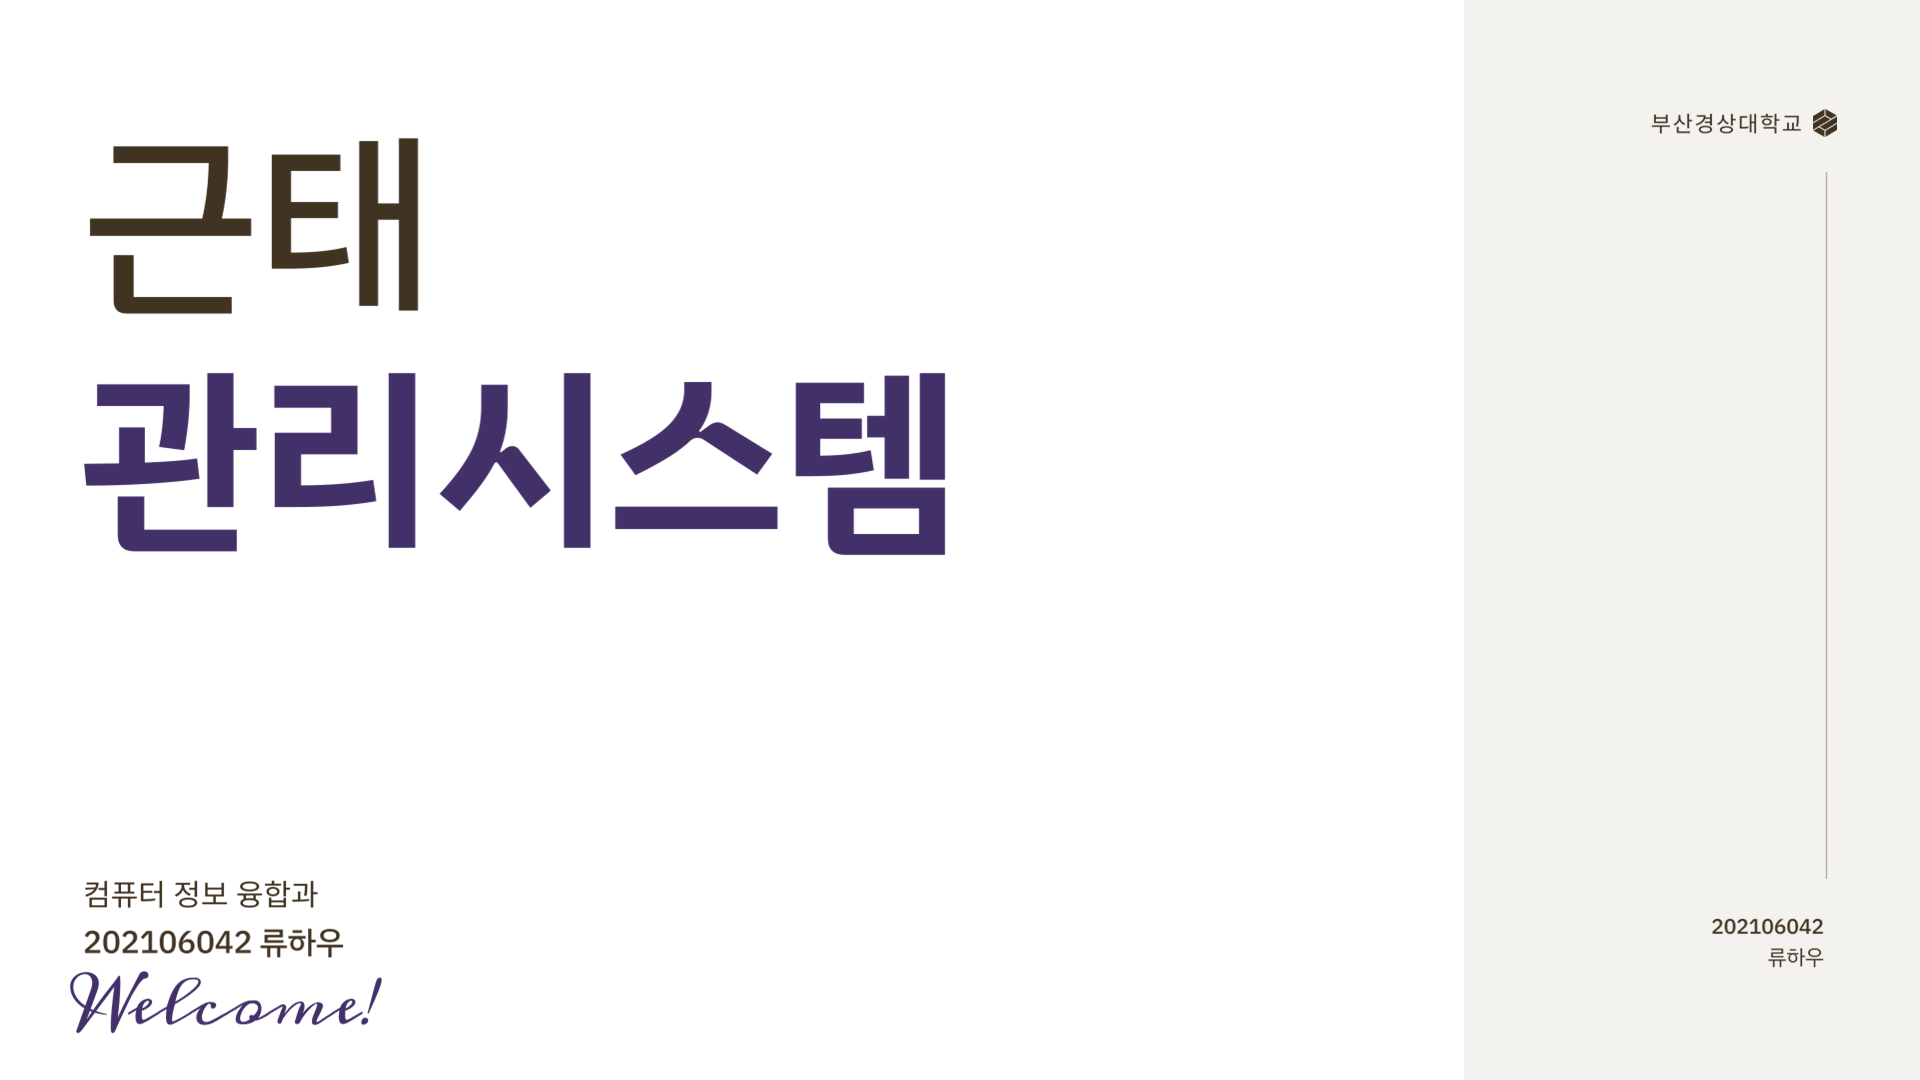 근태
관리시스템
컴퓨터 정보 융합과
202106042 류하우
Welcome!
부산경상대학교
202106042
류하우